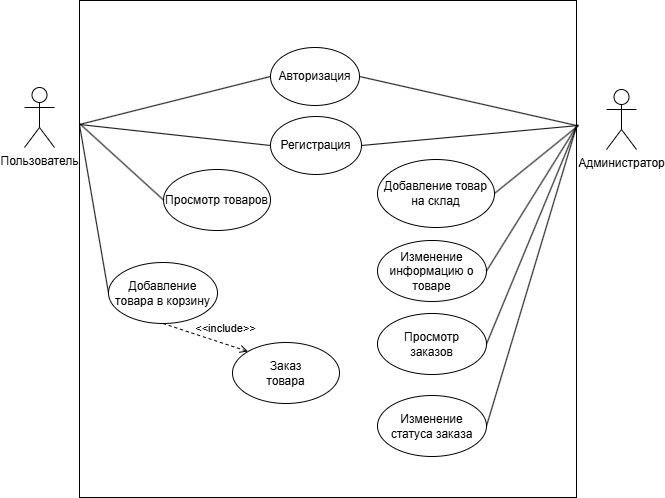 Авторизация
Регистрация
Пользователь
Администратор
Просмотр товаров
Добавление товар
на склад
Добавление
товара в корзину
Изменение
информацию о
товаре
<<include>>
Заказ
товара
Просмотр
заказов
Изменение
статуса заказа